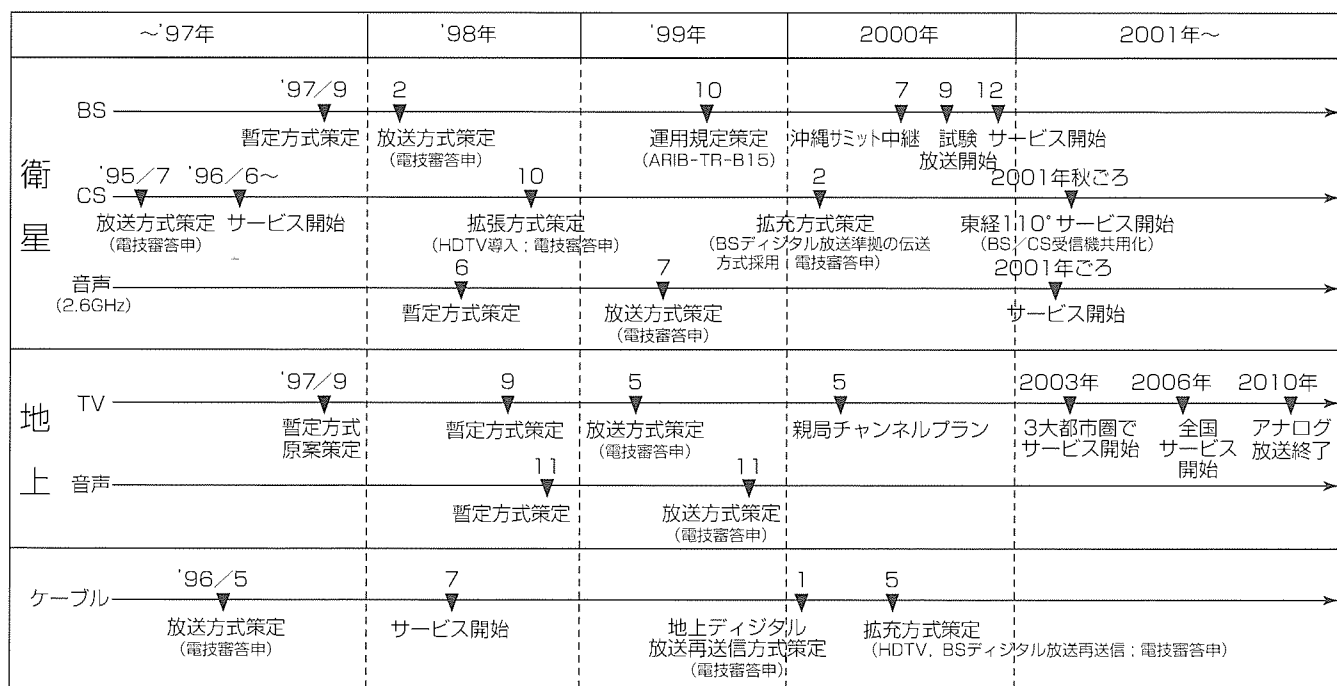 ～'97年
'98年
'99年
2000年
2001年～
衛星
BS
'97／9
暫定方式策定
2
放送方式策定
（電技審答申）
10
運用規定策定
（ARIB-TR-B15）
7
沖縄サミット中継
9
試験
放送開始
12
サービス開始
CS
'95／7
放送方式策定
（電技審答申）
'96／6～
サービス開始
10
拡張方式策定
（HDTV導入；電技審答申）
2
拡充方式策定
（BSディジタル放送準拠の伝送
方式採用；電技審答申）
2001年秋ごろ
東経110°サービス開始
（BS／CS受信機共用化）
音声
（2.6GHz）
6
暫定方式策定
7
放送方式策定
（電技審答申）
2001年ごろ
サービス開始
地上
TV
'97／9
暫定方式
原案策定
9
暫定方式策定
5
放送方式策定
（電技審答申）
5
親局チャンネルプラン
2003年
3大都市圏で
サービス開始
2006年
全国
サービス
開始
2010年
アナログ
放送終了
音声
11
暫定方式策定
11
放送方式策定
（電技審答申）
ケーブル
'96／5
放送方式策定
（電技審答申）
7
サービス開始
1
地上ディジタル
放送再送信方式策定
（電技審答申）
5
拡充方式策定
（HDTV，BSディジタル放送再送信；電技審答申）